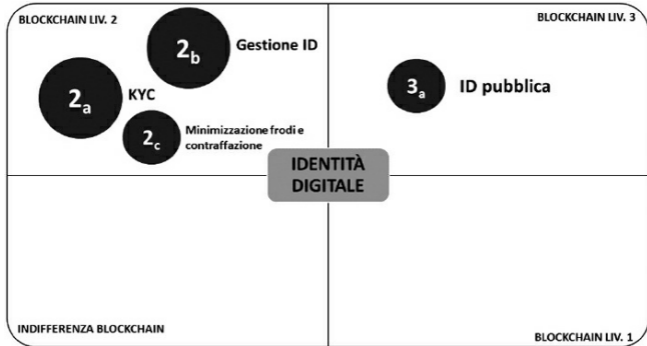 BLOCKCHAIN LIV. 2
BLOCKCHAIN LIV. 3
2b
Gestione ID
2a
KYC
2c
Minimizzazione frodi e
contraffazione
3a
ID pubblica
IDENTITÀ
DIGITALE
INDIFFERENZA BLOCKCHAIN
BLOCKCHAIN LIV. 1